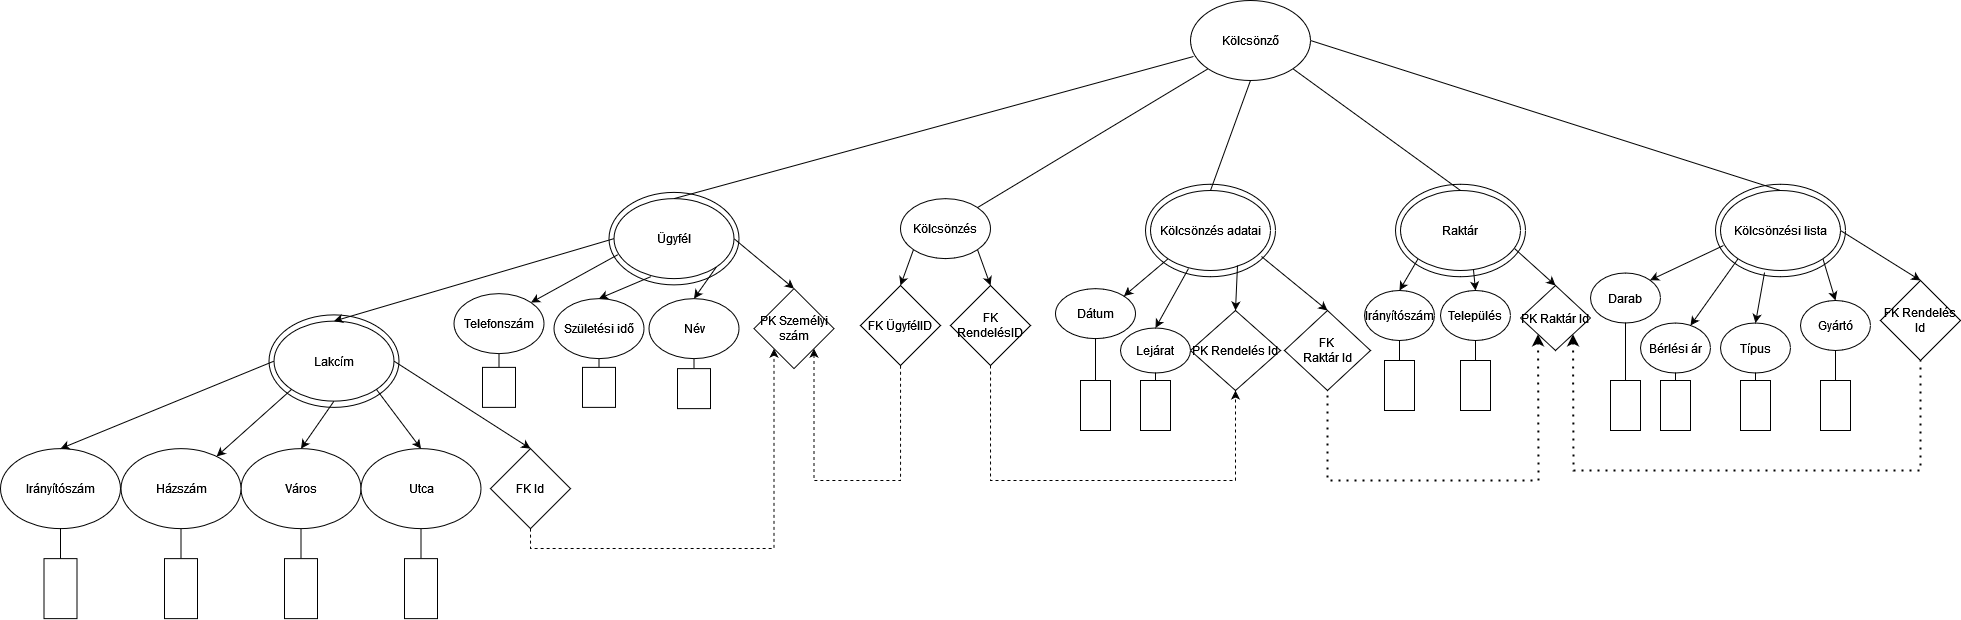 Kölcsönző
Ügyfél
Kölcsönzés
Kölcsönzés adatai
Raktár
Kölcsönzési lista
Telefonszám
Születési idő
Név
PK Személyi
szám
FK ÜgyfélID
FK
RendelésID
Dátum
Lejárat
PK Rendelés Id
FK
Raktár Id
Irányítószám
Település
PK Raktár Id
Darab
Bérlési ár
Típus
Gyártó
FK Rendelés
Id
Lakcím
Irányítószám
Házszám
Város
Utca
FK Id